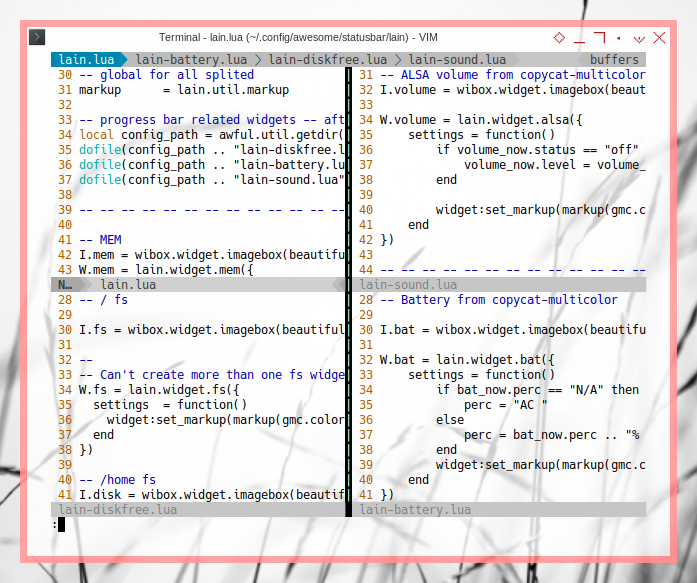 Terminal - lain.lua (~/.config/awesome/statusbar/lain) - VIM
lain.lua lain-battery.lua lain-diskfree.lua lain-sound.lua buffers
30 -- global for all splited
31 markup      = lain.util.markup
32
33 -- progress bar related widgets -- aft
34 local config_path = awful.util.getdir(
35 dofile(config_path .. "lain-diskfree.l
36 dofile(config_path .. "lain-battery.lu
37 dofile(config_path .. "lain-sound.lua"
38
39 -- -- -- -- -- -- -- -- -- -- -- -- --
40
41 -- MEM
42 I.mem = wibox.widget.imagebox(beautifu
43 W.mem = lain.widget.mem({
N… lain.lua
31 -- ALSA volume from copycat-multicolor
32 I.volume = wibox.widget.imagebox(beaut
33
34 W.volume = lain.widget.alsa({
35     settings = function()
36         if volume_now.status == "off"
37             volume_now.level = volume_
38         end
39
40         widget:set_markup(markup(gmc.c
41     end
42 })
43
44 -- -- -- -- -- -- -- -- -- -- -- -- --
lain-sound.lua
28 -- / fs
29
30 I.fs = wibox.widget.imagebox(beautiful
31
32 --
33 -- Can't create more than one fs widge
34 W.fs = lain.widget.fs({
35   settings  = function()
36     widget:set_markup(markup(gmc.color
37   end
38 })
39
40 -- /home fs
41 I.disk = wibox.widget.imagebox(beautif
lain-diskfree.lua
28 -- Battery from copycat-multicolor
29
30 I.bat = wibox.widget.imagebox(beautifu
31
32 W.bat = lain.widget.bat({
33     settings = function()
34         if bat_now.perc == "N/A" then
35             perc = "AC "
36         else
37             perc = bat_now.perc .. "%
38         end
39         widget:set_markup(markup(gmc.c
40     end
41 })
lain-battery.lua
: